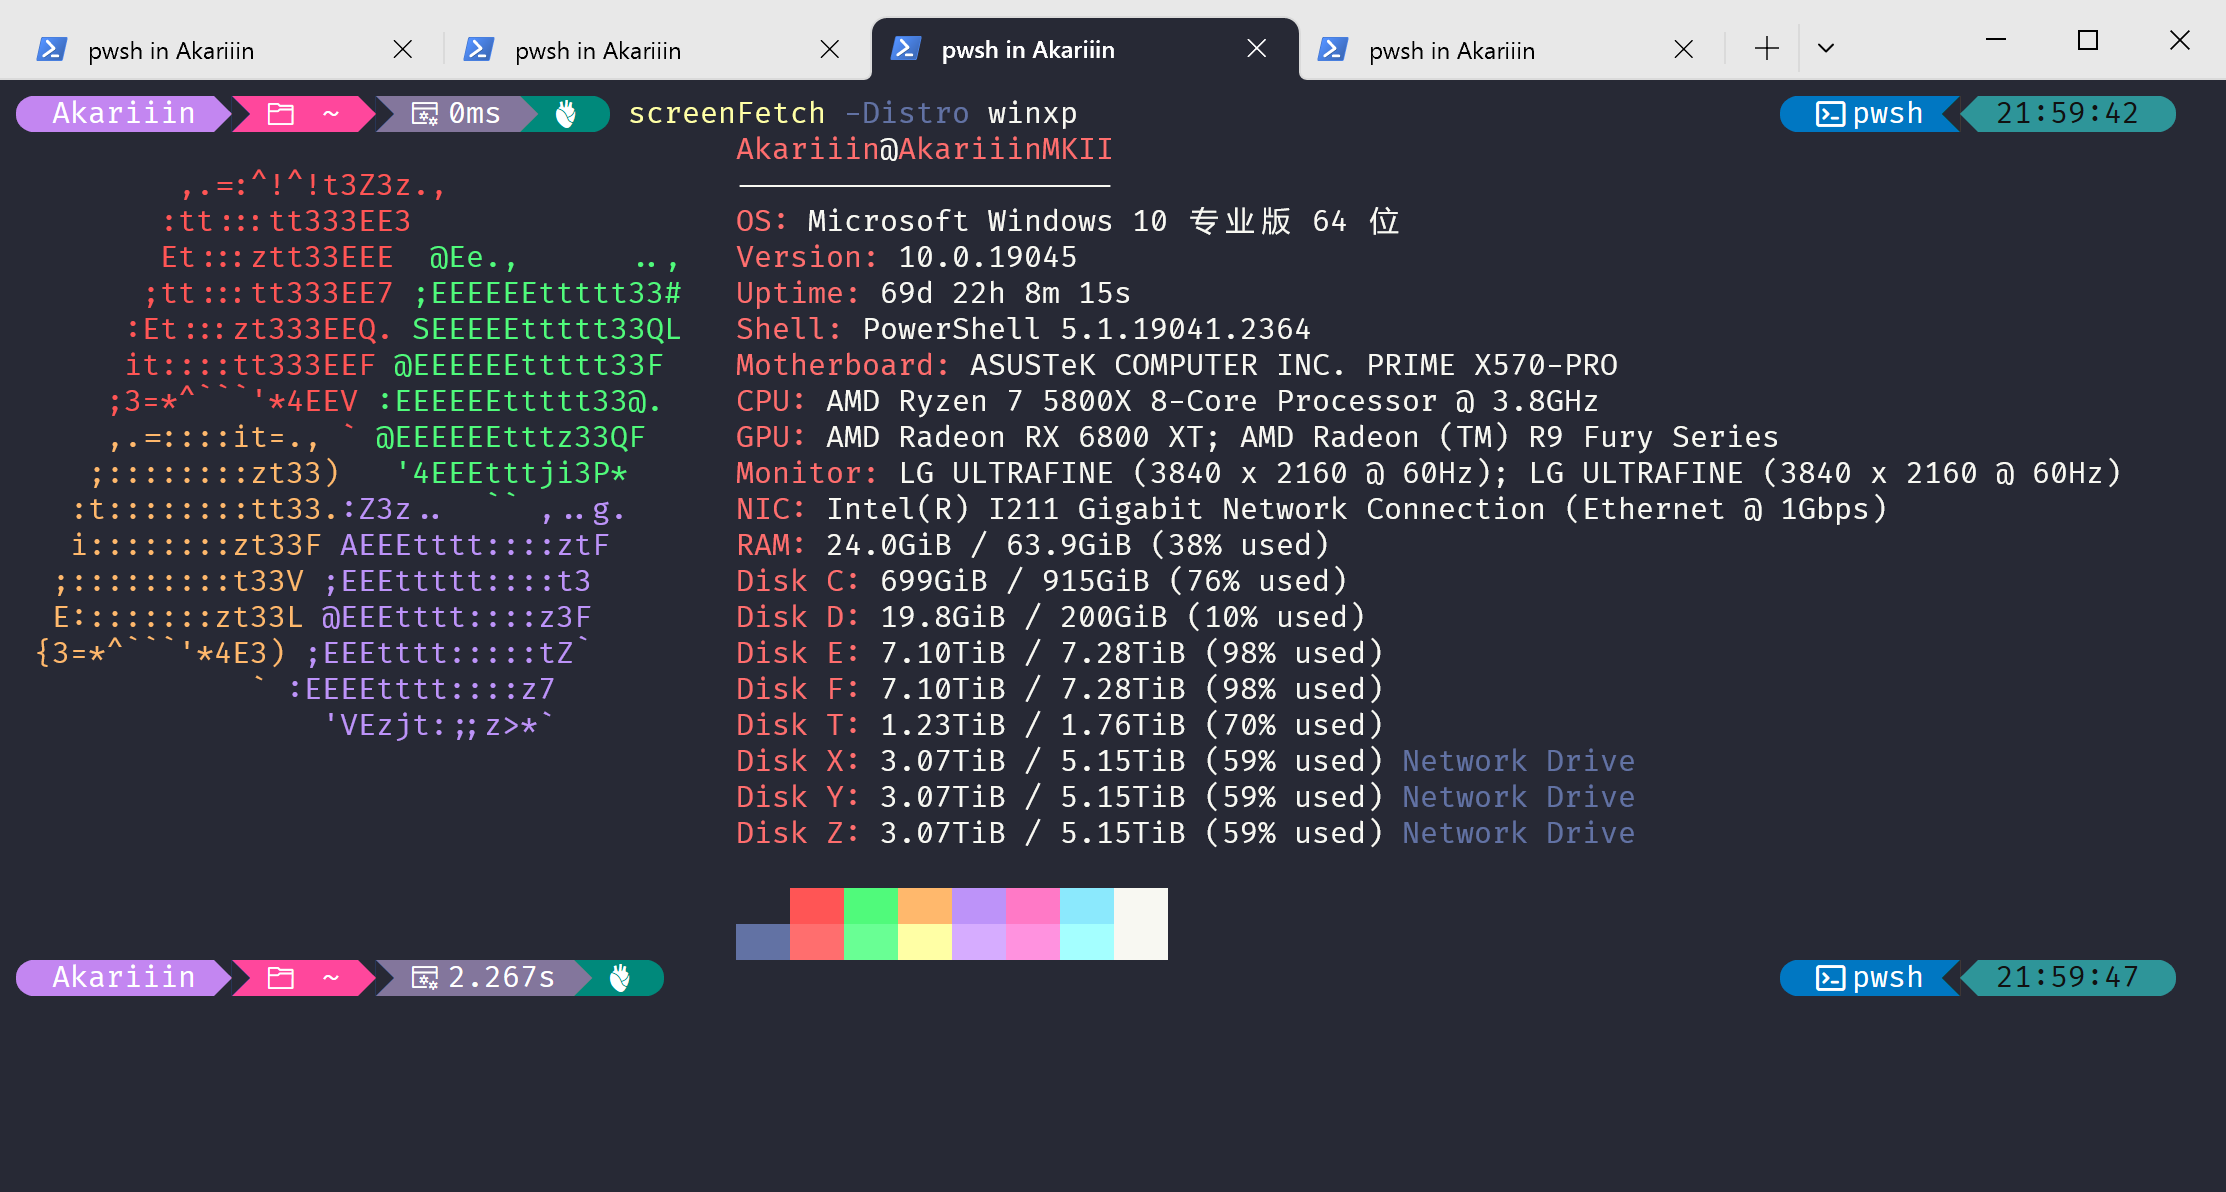 pwsh in Akariiin pwsh in Akariiin pwsh in Akariiin pwsh in Akariiin
Akariiin ~ 0ms screenFetch -Distro winxp pwsh 21:59:42
Akariiin@AkariiinMKII
-----------------------
,.=:^!^!t3Z3z.,
:tt:::tt333EE3 OS: Microsoft Windows 10 专业版 64 位
Et:::ztt33EEE @Ee., .., Version: 10.0.19045
;tt:::tt333EE7 ;EEEEEEttttt33# Uptime: 69d 22h 8m 15s
:Et:::zt333EEQ. SEEEEEttttt33QL Shell: PowerShell 5.1.19041.2364
it::::tt333EEF @EEEEEEttttt33F Motherboard: ASUSTeK COMPUTER INC. PRIME X570-PRO
;3=*^```'*4EEV :EEEEEEttttt33@. CPU: AMD Ryzen 7 5800X 8-Core Processor @ 3.8GHz
,.=::::it=., ` @EEEEEEtttz33QF GPU: AMD Radeon RX 6800 XT; AMD Radeon (TM) R9 Fury Series
;::::::::zt33) '4EEEtttji3P* Monitor: LG ULTRAFINE (3840 x 2160 @ 60Hz); LG ULTRAFINE (3840 x 2160 @ 60Hz)
:t::::::::tt33.:Z3z.. `` ,..g. NIC: Intel(R) I211 Gigabit Network Connection (Ethernet @ 1Gbps)
i::::::::zt33F AEEEtttt::::ztF RAM: 24.0GiB / 63.9GiB (38% used)
;:::::::::t33V ;EEEttttt::::t3 Disk C: 699GiB / 915GiB (76% used)
E::::::::zt33L @EEEtttt::::z3F Disk D: 19.8GiB / 200GiB (10% used)
{3=*^```'*4E3) ;EEEtttt:::::tZ` Disk E: 7.10TiB / 7.28TiB (98% used)
` :EEEEtttt::::z7 Disk F: 7.10TiB / 7.28TiB (98% used)
'VEzjt:;;z>*` Disk T: 1.23TiB / 1.76TiB (70% used)
Disk X: 3.07TiB / 5.15TiB (59% used) Network Drive
Disk Y: 3.07TiB / 5.15TiB (59% used) Network Drive
Disk Z: 3.07TiB / 5.15TiB (59% used) Network Drive
Akariiin ~ 2.267s pwsh 21:59:47